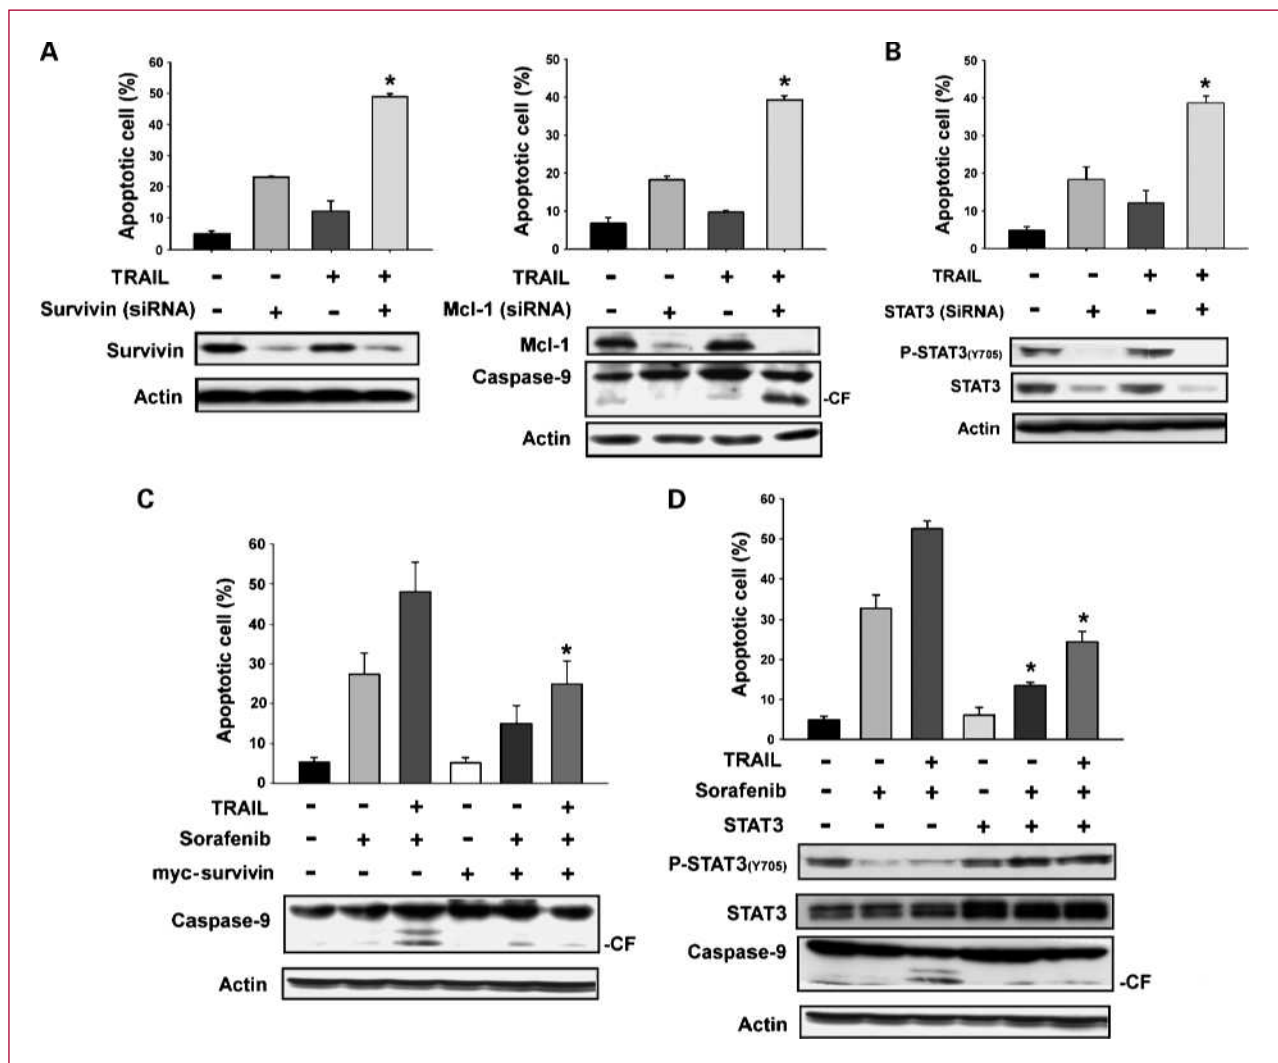 A
B
Apoptotic cell (%)
60
50
40
30
20
10
0
*
TRAIL - - + +
Survivin (siRNA) - + - +
Survivin
Actin
Apoptotic cell (%)
50
40
30
20
10
0
*
TRAIL - - + +
Mcl-1 (siRNA) - + - +
Mcl-1
Caspase-9
-CF
Actin
Apoptotic cell (%)
50
40
30
20
10
0
*
TRAIL - - + +
STAT3 (SiRNA) - + - +
P-STAT3(Y705)
STAT3
Actin
C
Apoptotic cell (%)
60
50
40
30
20
10
0
*
TRAIL - - + - - +
Sorafenib - + + - + +
myc-survivin - - - + + +
Caspase-9
-CF
Actin
D
Apoptotic cell (%)
60
50
40
30
20
10
0
*
*
TRAIL - - + - - +
Sorafenib - + + - + +
STAT3 - - - + + +
P-STAT3(Y705)
STAT3
Caspase-9
-CF
Actin